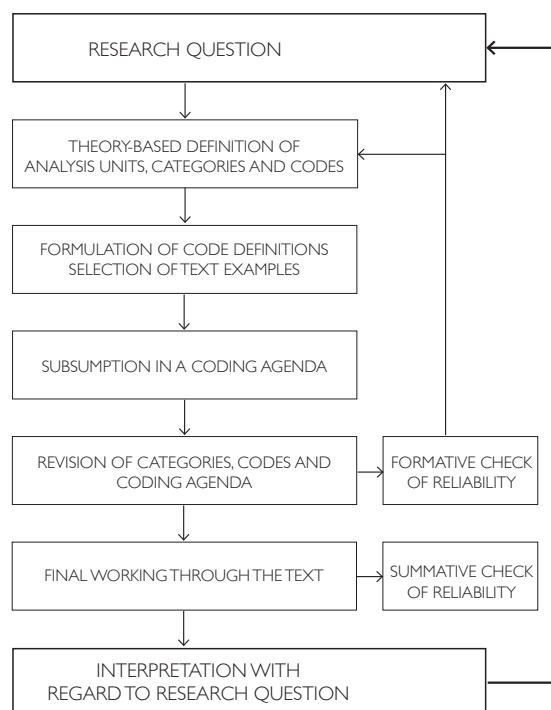 RESEARCH QUESTION
THEORY-BASED DEFINITION OF
ANALYSIS UNITS, CATEGORIES AND CODES
FORMULATION OF CODE DEFINITIONS
SELECTION OF TEXT EXAMPLES
SUBSUMPTION IN A CODING AGENDA
REVISION OF CATEGORIES, CODES AND
CODING AGENDA
FORMATIVE CHECK
OF RELIABILITY
FINAL WORKING THROUGH THE TEXT
SUMMATIVE CHECK
OF RELIABILITY
INTERPRETATION WITH
REGARD TO RESEARCH QUESTION